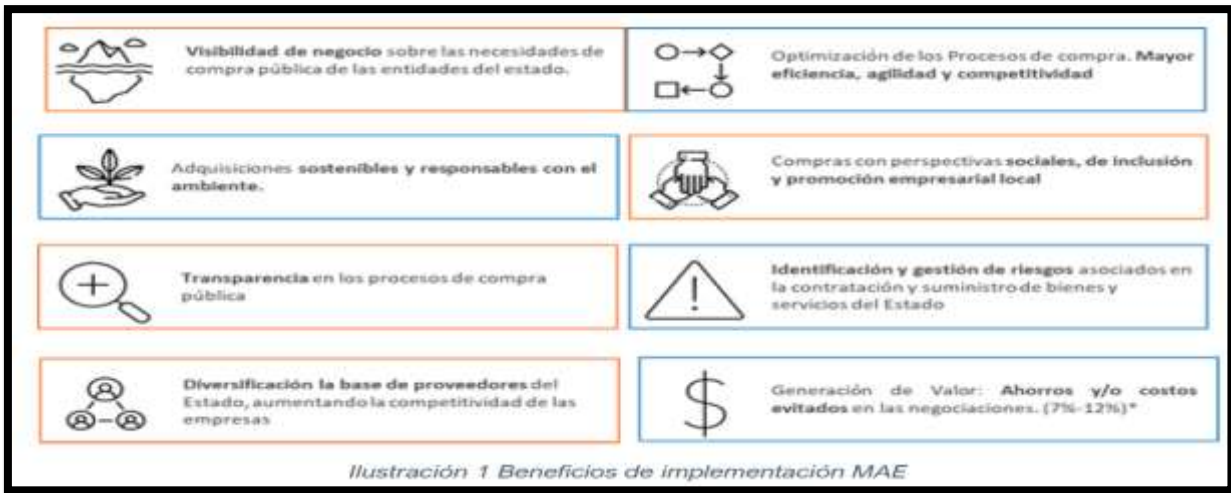 Visibilidad de negocio sobre las necesidades de
compra pública de las entidades del estado.
Optimización de los Procesos de compra. Mayor
eficiencia, agilidad y competitividad
Adquisiciones sostenibles y responsables con el
ambiente.
Compras con perspectivas sociales, de inclusión
y promoción empresarial local
Transparencia en los procesos de compra
pública
Identificación y gestión de riesgos asociados en
la contratación y suministro de bienes y
servicios del Estado
Diversificación la base de proveedores del
Estado, aumentando la competitividad de las
empresas
Generación de Valor: Ahorros y/o costos
evitados en las negociaciones. (7%-12%)*
Ilustración 1 Beneficios de implementación MAE